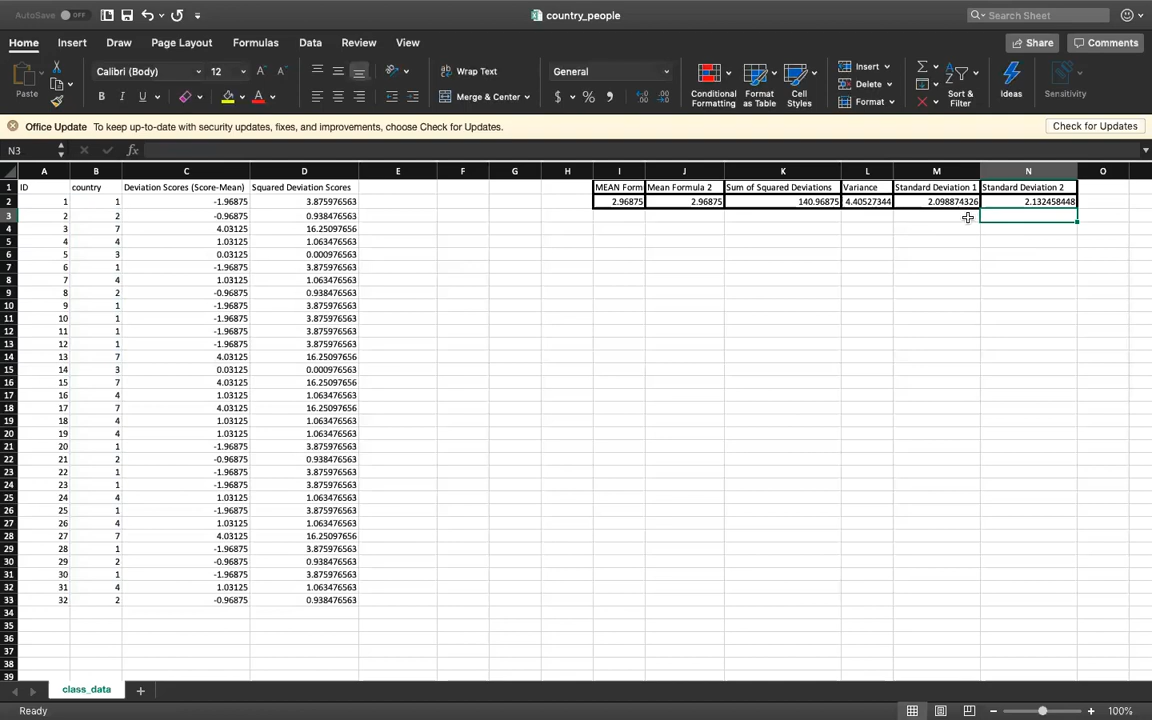 AutoSave OFF country_people Search Sheet
Home Insert Draw Page Layout Formulas Data Review View Share Comments
Paste Calibri (Body) 12 A A Wrap Text General Insert
B I U A Merge & Center $ % Conditional Formatting Format as Table Cell Styles Delete Format Sort & Filter Ideas Sensitivity
Office Update To keep up-to-date with security updates, fixes, and improvements, choose Check for Updates. Check for Updates
N3 fx
A B C D E F G H I J K L M N O
1 ID country Deviation Scores (Score-Mean) Squared Deviation Scores MEAN Form Mean Formula 2 Sum of Squared Deviations Variance Standard Deviation 1 Standard Deviation 2
2 1 1 -1.96875 3.875976563 2.96875 2.96875 140.96875 4.40527344 2.098874326 2.132458448
3 2 2 -0.96875 0.938476563
4 3 7 4.03125 16.25097656
5 4 4 1.03125 1.063476563
6 5 3 0.03125 0.000976563
7 6 1 -1.96875 3.875976563
8 7 4 1.03125 1.063476563
9 8 2 -0.96875 0.938476563
10 9 1 -1.96875 3.875976563
11 10 1 -1.96875 3.875976563
12 11 1 -1.96875 3.875976563
13 12 1 -1.96875 3.875976563
14 13 7 4.03125 16.25097656
15 14 3 0.03125 0.000976563
16 15 7 4.03125 16.25097656
17 16 4 1.03125 1.063476563
18 17 7 4.03125 16.25097656
19 18 4 1.03125 1.063476563
20 19 4 1.03125 1.063476563
21 20 1 -1.96875 3.875976563
22 21 2 -0.96875 0.938476563
23 22 1 -1.96875 3.875976563
24 23 1 -1.96875 3.875976563
25 24 4 1.03125 1.063476563
26 25 1 -1.96875 3.875976563
27 26 4 1.03125 1.063476563
28 27 7 4.03125 16.25097656
29 28 1 -1.96875 3.875976563
30 29 2 -0.96875 0.938476563
31 30 1 -1.96875 3.875976563
32 31 4 1.03125 1.063476563
33 32 2 -0.96875 0.938476563
34
35
36
37
38
39
class_data
Ready 100%